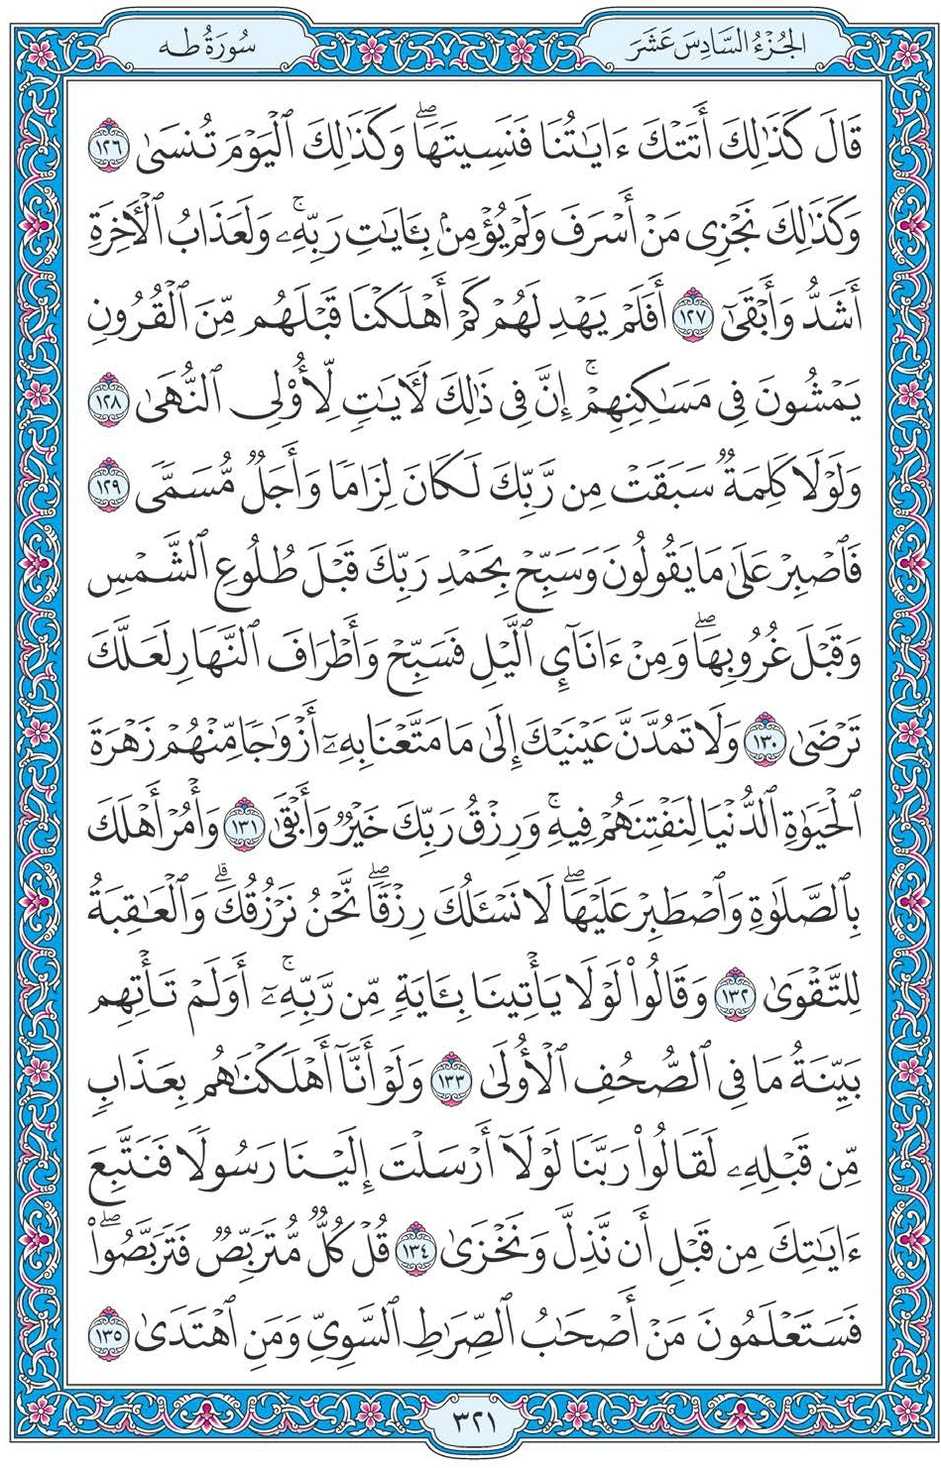 الجُزْءُ السَّادِسَ عَشَرَ
سُورَةُ طه
قَالَ كَذَٰلِكَ أَتَتْكَ ءَايَٰتُنَا فَنَسِيتَهَاۖ وَكَذَٰلِكَ ٱلْيَوْمَ تُنسَىٰ ١٢٦
وَكَذَٰلِكَ نَجْزِى مَنْ أَسْرَفَ وَلَمْ يُؤْمِنۢ بِـَٔايَٰتِ رَبِّهِۦۚ وَلَعَذَابُ ٱلْأَخِرَةِ
أَشَدُّ وَأَبْقَىٰٓ ١٢٧ أَفَلَمْ يَهْدِ لَهُمْ كَمْ أَهْلَكْنَا قَبْلَهُم مِّنَ ٱلْقُرُونِ
يَمْشُونَ فِى مَسَٰكِنِهِمْۚ إِنَّ فِى ذَٰلِكَ لَأَيَٰتٍ لِّأُوْلِى ٱلنُّهَىٰ ١٢٨
وَلَوْلَا كَلِمَةٌ سَبَقَتْ مِن رَّبِّكَ لَكَانَ لِزَامًا وَأَجَلٌ مُّسَمًّى ١٢٩
فَٱصْبِرْ عَلَىٰ مَا يَقُولُونَ وَسَبِّحْ بِحَمْدِ رَبِّكَ قَبْلَ طُلُوعِ ٱلشَّمْسِ
وَقَبْلَ غُرُوبِهَاۖ وَمِنْ ءَانَآيِٕ ٱلَّيْلِ فَسَبِّحْ وَأَطْرَافَ ٱلنَّهَارِ لَعَلَّكَ
تَرْضَىٰ ١٣٠ وَلَا تَمُدَّنَّ عَيْنَيْكَ إِلَىٰ مَا مَتَّعْنَا بِهِۦٓ أَزْوَٰجًا مِّنْهُمْ زَهْرَةَ
ٱلْحَيَوٰةِ ٱلدُّنْيَا لِنَفْتِنَهُمْ فِيهِۚ وَرِزْقُ رَبِّكَ خَيْرٌ وَأَبْقَىٰ ١٣١ وَأْمُرْ أَهْلَكَ
بِٱلصَّلَوٰةِ وَٱصْطَبِرْ عَلَيْهَاۖ لَا نَسْـَٔلُكَ رِزْقًاۖ نَّحْنُ نَرْزُقُكَۗ وَٱلْعَٰقِبَةُ
لِلتَّقْوَىٰ ١٣٢ وَقَالُواْ لَوْلَا يَأْتِينَا بِـَٔايَةٍ مِّن رَّبِّهِۦٓۚ أَوَلَمْ تَأْتِهِم
بَيِّنَةُ مَا فِى ٱلصُّحُفِ ٱلْأُولَىٰ ١٣٣ وَلَوْ أَنَّآ أَهْلَكْنَٰهُم بِعَذَابٍ
مِّن قَبْلِهِۦ لَقَالُواْ رَبَّنَا لَوْلَآ أَرْسَلْتَ إِلَيْنَا رَسُولًا فَنَتَّبِعَ
ءَايَٰتِكَ مِن قَبْلِ أَن نَّذِلَّ وَنَخْزَىٰ ١٣٤ قُلْ كُلٌّ مُّتَرَبِّصٌ فَتَرَبَّصُواْۖ
فَسَتَعْلَمُونَ مَنْ أَصْحَٰبُ ٱلصِّرَٰطِ ٱلسَّوِىِّ وَمَنِ ٱهْتَدَىٰ ١٣٥
٣٢١